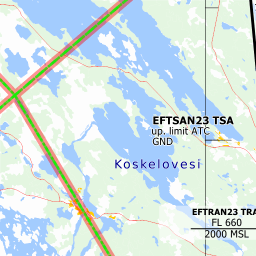 EFTSAN23 TSA
up. limit ATC
GND
Koskelovesi
EFTRAN23 TRA
FL 660
2000 MSL